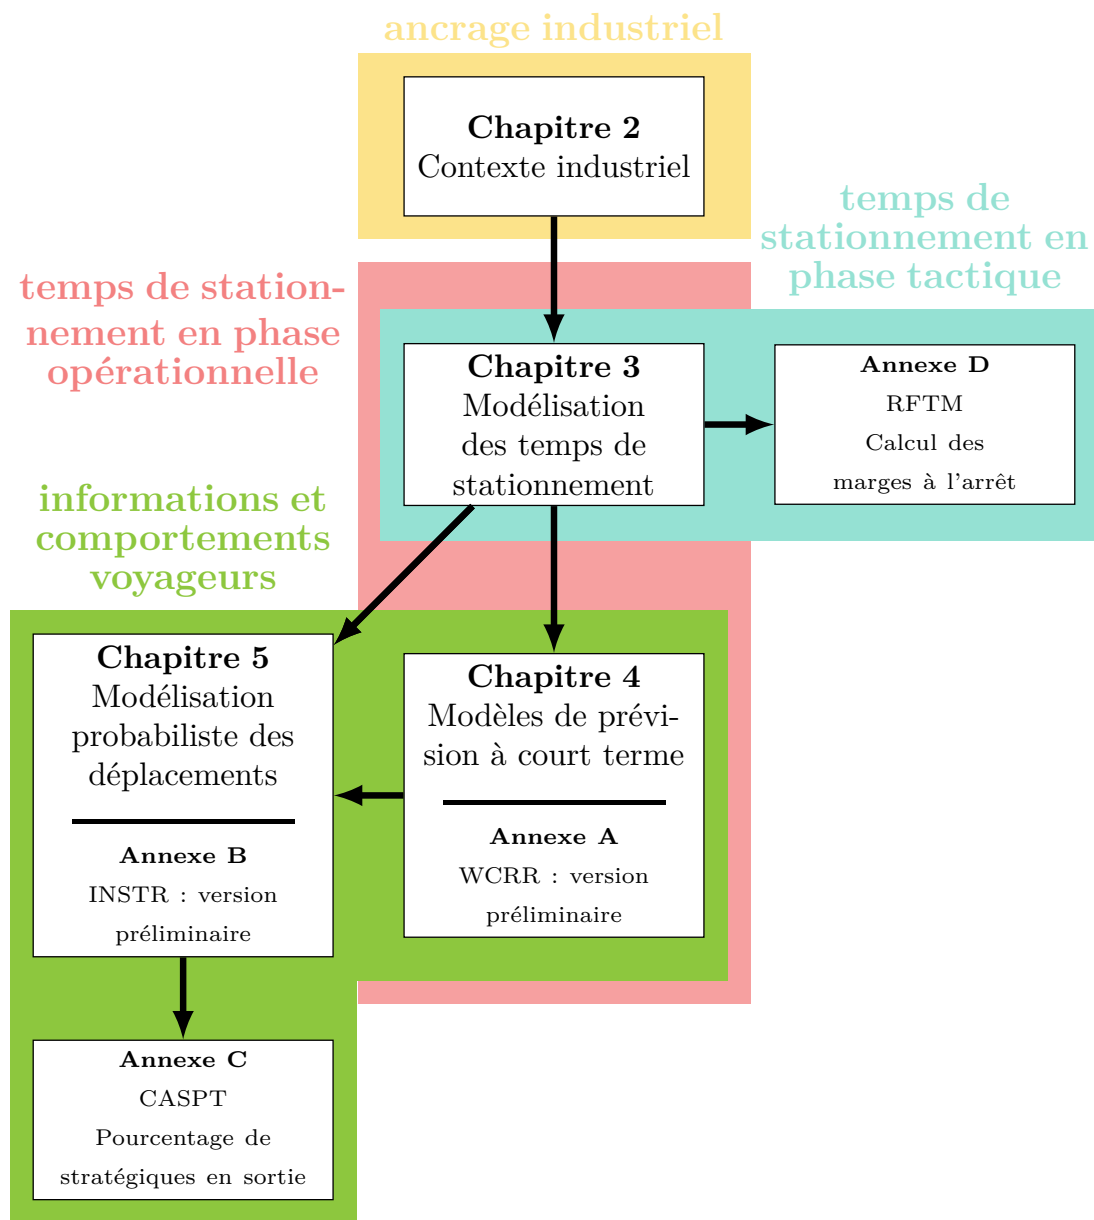 ancrage industriel
Chapitre 2
Contexte industriel
temps de
stationnement en
phase tactique
temps de station-
nement en phase
opérationnelle
Chapitre 3
Modélisation
des temps de
stationnement
Annexe D
RFTM
Calcul des
marges à l'arrêt
informations et
comportements
voyageurs
Chapitre 5
Modélisation
probabiliste des
déplacements
Annexe B
INSTR : version
préliminaire
Chapitre 4
Modèles de prévi-
sion à court terme
Annexe A
WCRR : version
préliminaire
Annexe C
CASPT
Pourcentage de
stratégiques en sortie